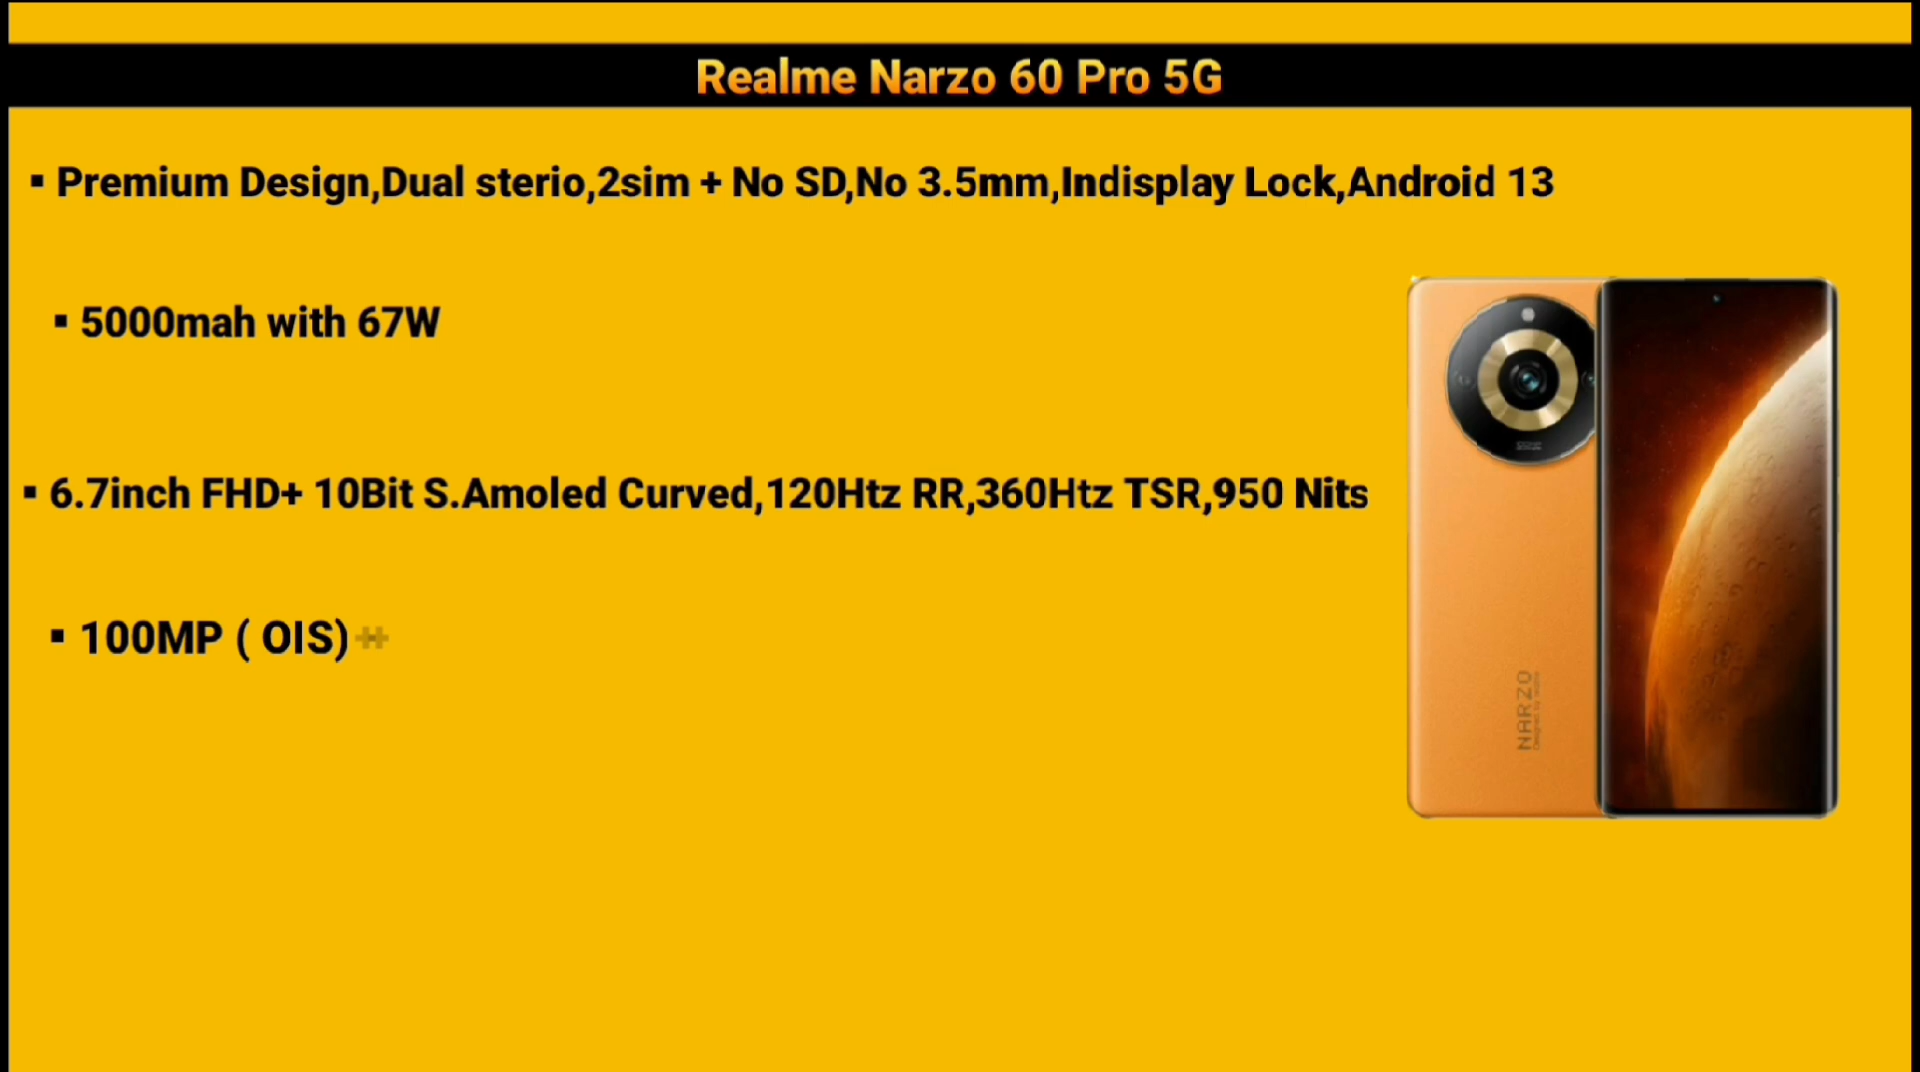 Realme Narzo 60 Pro 5G
▪ Premium Design,Dual sterio,2sim + No SD,No 3.5mm,Indisplay Lock,Android 13
▪ 5000mah with 67W
▪ 6.7inch FHD+ 10Bit S.Amoled Curved,120Htz RR,360Htz TSR,950 Nits
▪ 100MP ( OIS)
NARZO